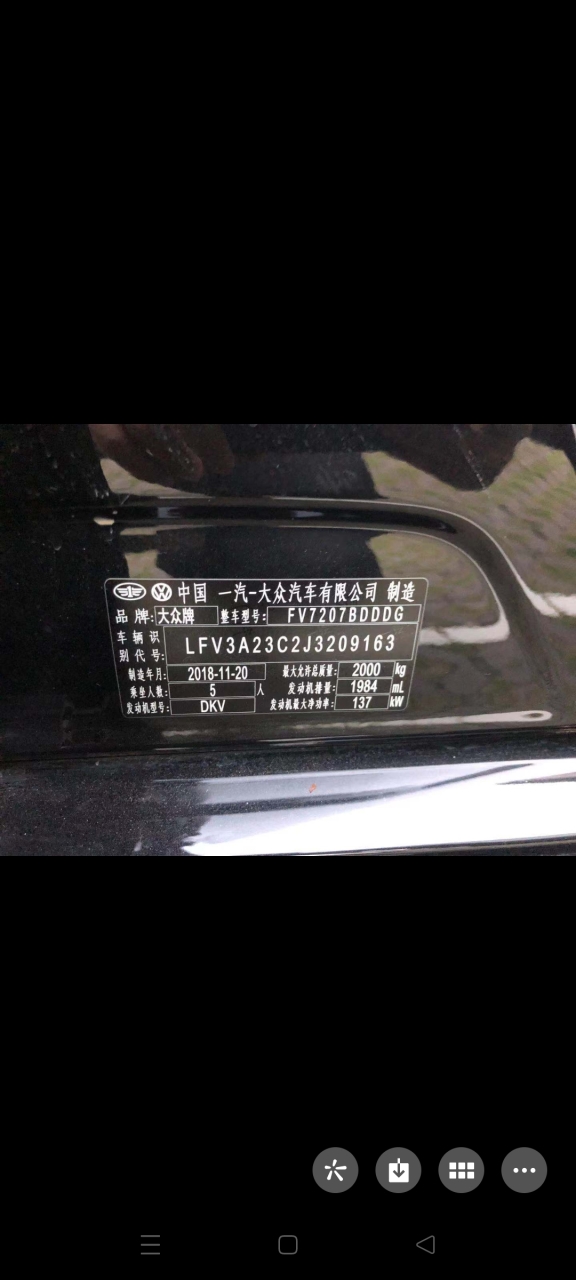 中国 一汽-大众汽车有限公司 制造
品牌: 大众牌 整车型号: FV7207BDDDG
车辆识别代号: LFV3A23C2J3209163
制造年月: 2018-11-20 最大允许总质量: 2000 kg
乘坐人数: 5 人 发动机排量: 1984 mL
发动机型号: DKV 发动机最大净功率: 137 kW